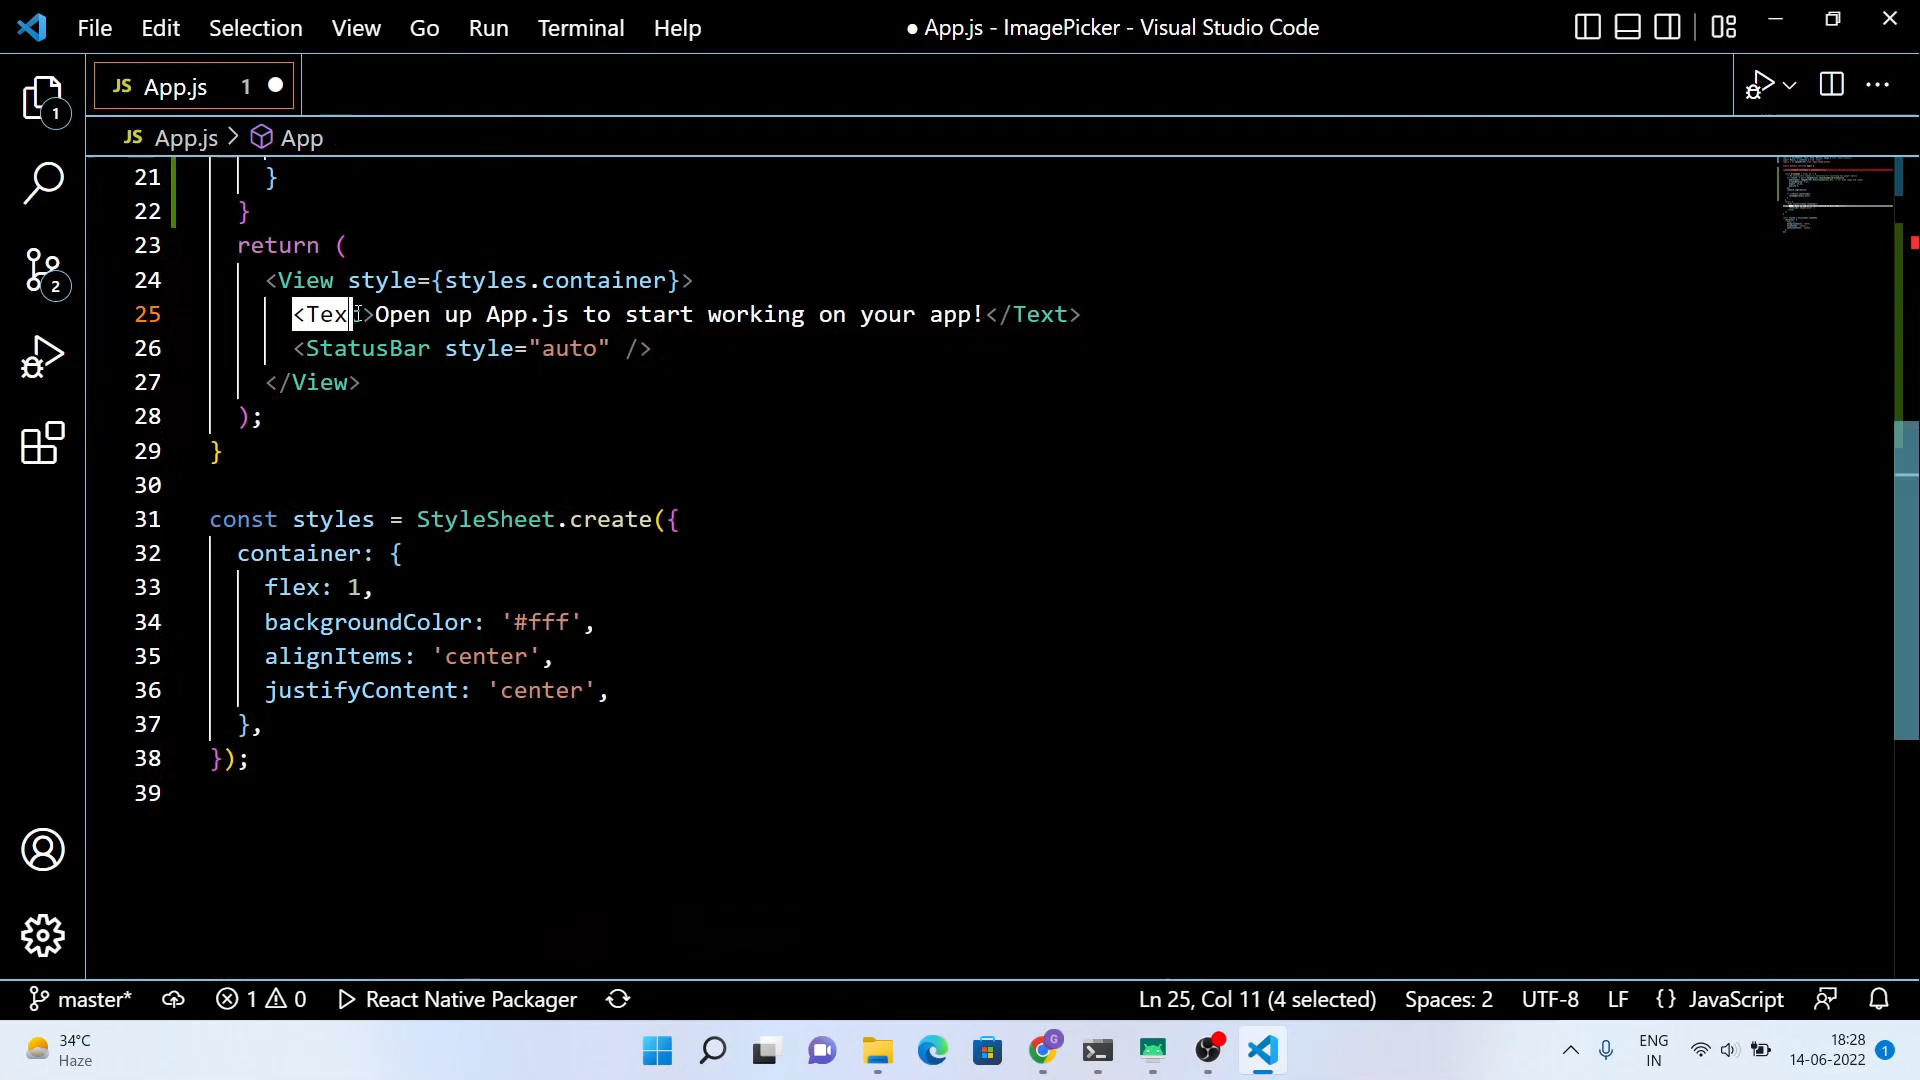 File Edit Selection View Go Run Terminal Help ● App.js - ImagePicker - Visual Studio Code
JS App.js 1
JS App.js > App
21 }
22 }
23 return (
24 <View style={styles.container}>
25 <Text>Open up App.js to start working on your app!</Text>
26 <StatusBar style="auto" />
27 </View>
28 );
29 }
30
31 const styles = StyleSheet.create({
32 container: {
33 flex: 1,
34 backgroundColor: '#fff',
35 alignItems: 'center',
36 justifyContent: 'center',
37 },
38 });
39
1
2
master* 1 0 React Native Packager Ln 25, Col 11 (4 selected) Spaces: 2 UTF-8 LF {} JavaScript
34°C
Haze
G
ENG
IN
18:28
14-06-2022
1